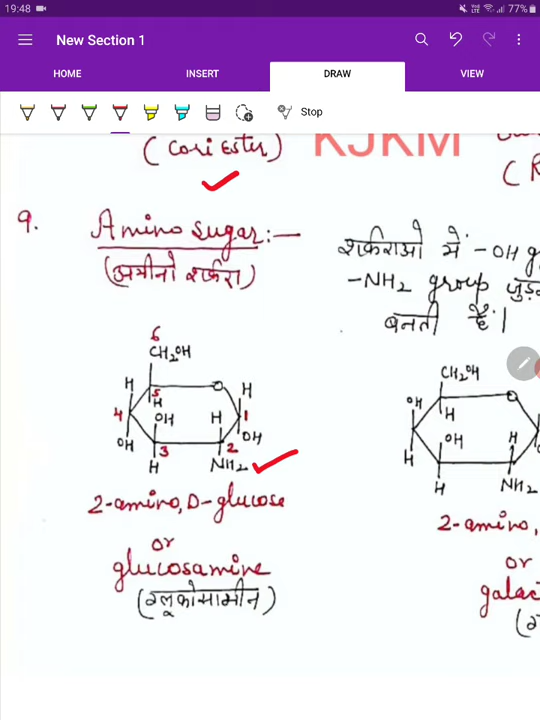 19:48
77%
New Section 1
HOME
INSERT
DRAW
VIEW
Stop
(Cori Ester)
KJKM
(R
9.
Amino sugar:—
(अमीनो शर्करा)
शर्कराओ में -OH g
-NH2 group जुड़
बनती हैं।
6
CH2OH
H
5
H
H
4
OH
H
1
OH
OH
3
2
H
NH2
2-amino, D-glucose
or
glucosamine
(ग्लूकोसामीन)
CH2OH
OH
H
OH
H
H
H
NH2
2-amino,
or
galac
(ग